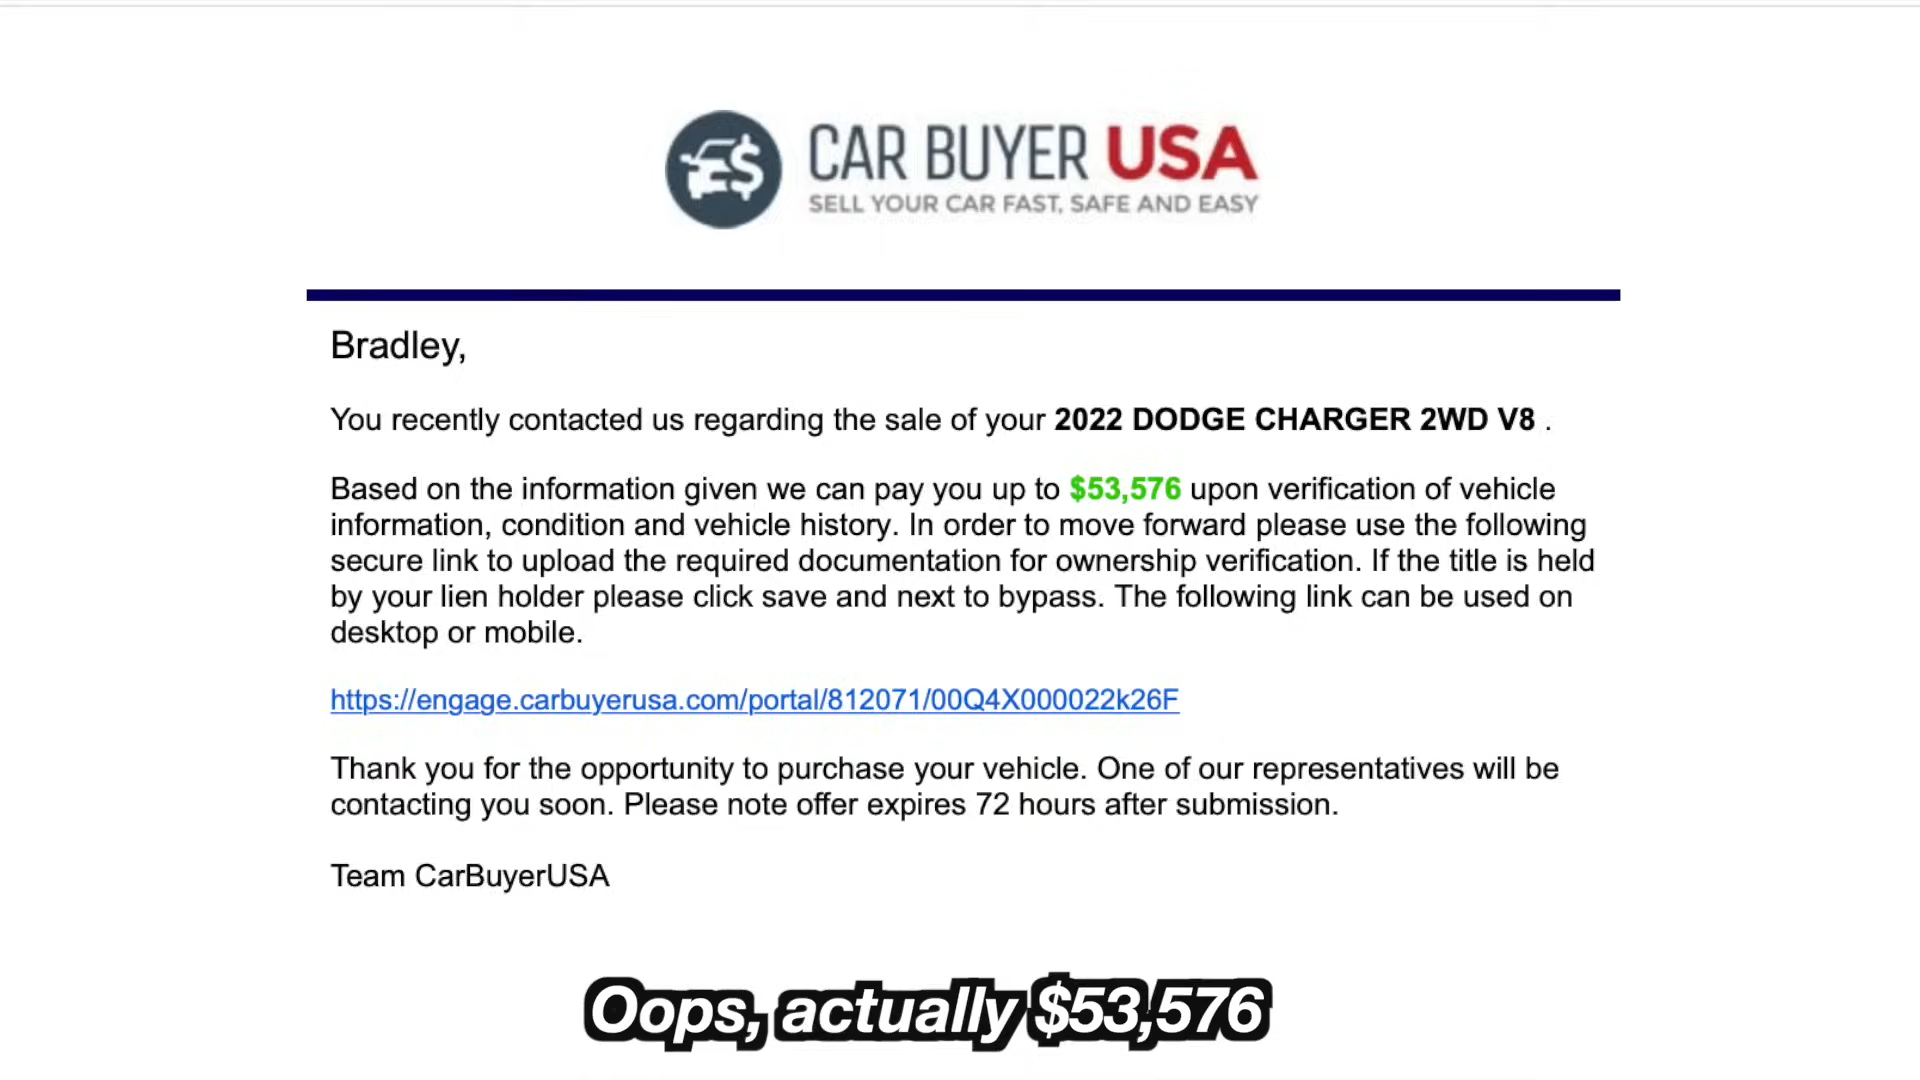 CAR BUYER USA
SELL YOUR CAR FAST, SAFE AND EASY
Bradley,
You recently contacted us regarding the sale of your 2022 DODGE CHARGER 2WD V8 .
Based on the information given we can pay you up to $53,576 upon verification of vehicle
information, condition and vehicle history. In order to move forward please use the following
secure link to upload the required documentation for ownership verification. If the title is held
by your lien holder please click save and next to bypass. The following link can be used on
desktop or mobile.
https://engage.carbuyerusa.com/portal/812071/00Q4X000022k26F
Thank you for the opportunity to purchase your vehicle. One of our representatives will be
contacting you soon. Please note offer expires 72 hours after submission.
Team CarBuyerUSA
Oops, actually $53,576